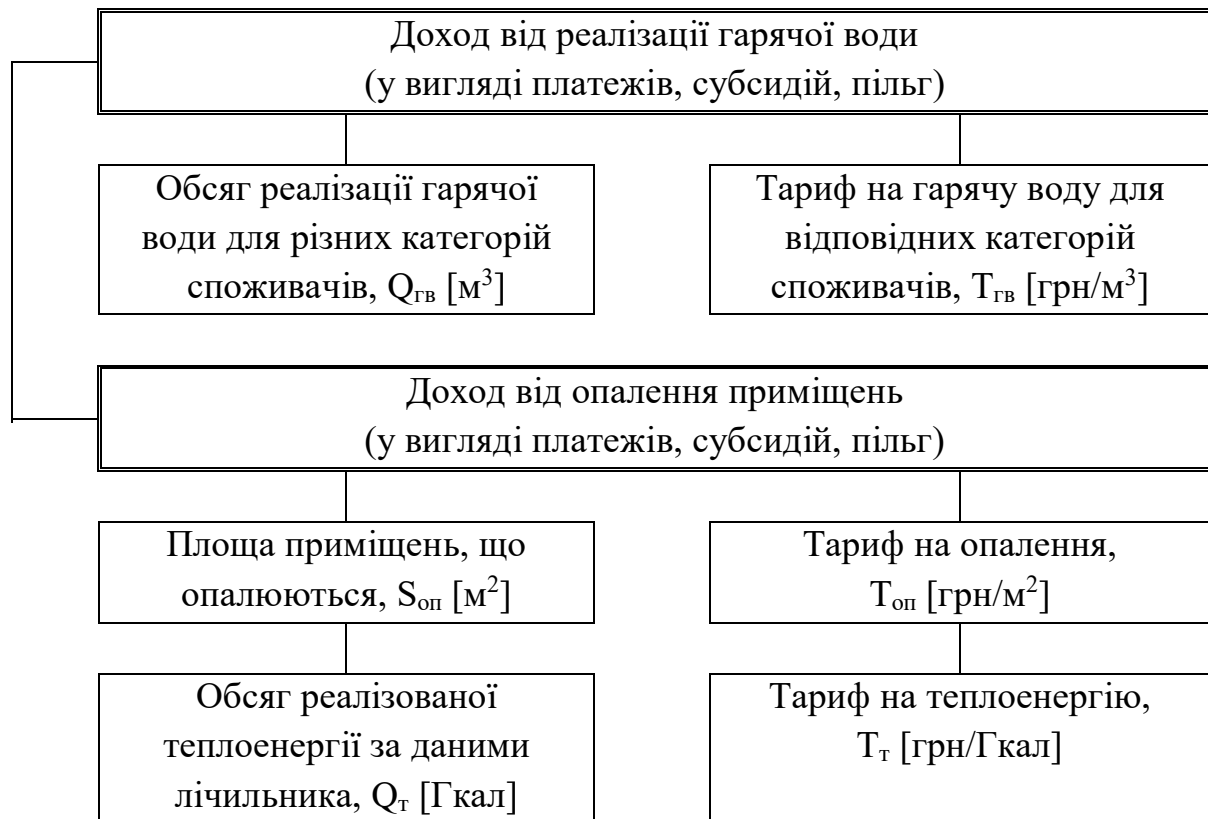 Доход від реалізації гарячої води
(у вигляді платежів, субсидій, пільг)
Обсяг реалізації гарячої
води для різних категорій
споживачів, Qгв [м³]
Тариф на гарячу воду для
відповідних категорій
споживачів, Tгв [грн/м³]
Доход від опалення приміщень
(у вигляді платежів, субсидій, пільг)
Площа приміщень, що
опалюються, Sоп [м²]
Тариф на опалення,
Tоп [грн/м²]
Обсяг реалізованої
теплоенергії за даними
лічильника, Qт [Гкал]
Тариф на теплоенергію,
Tт [грн/Гкал]